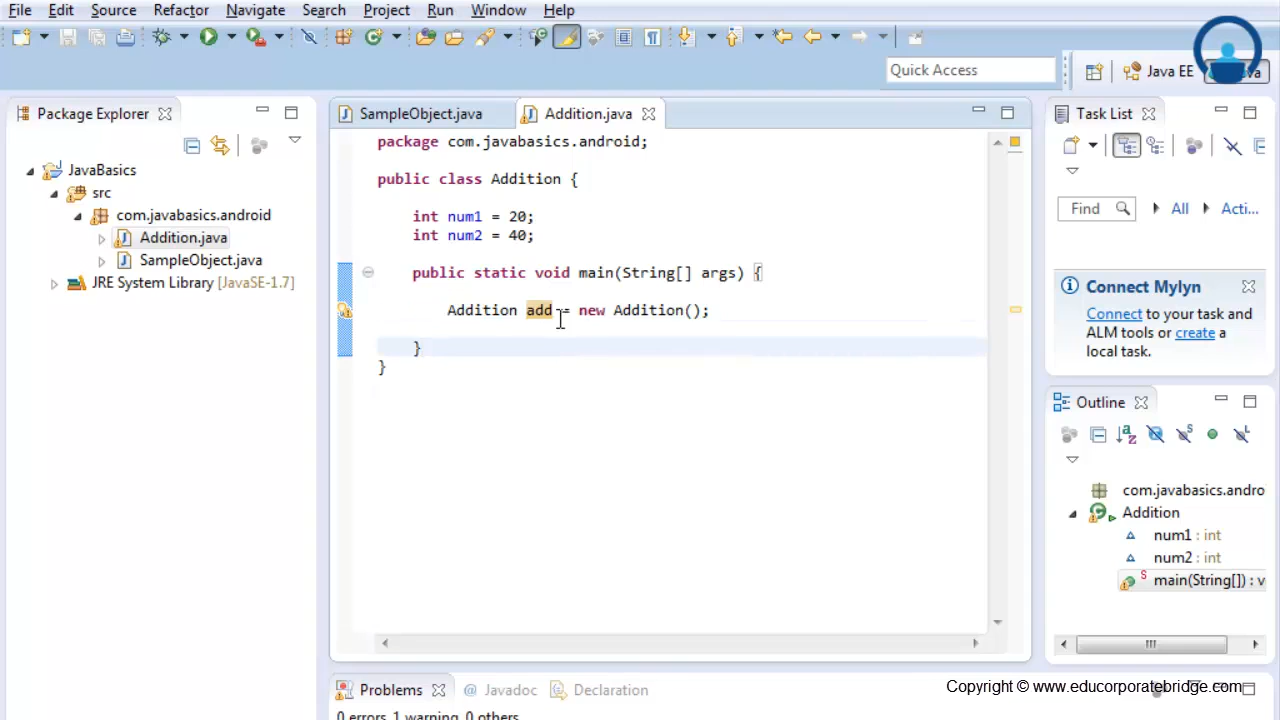 File Edit Source Refactor Navigate Search Project Run Window Help
Quick Access
Java EE
Package Explorer
JavaBasics
src
com.javabasics.android
Addition.java
SampleObject.java
JRE System Library [JavaSE-1.7]
SampleObject.java
Addition.java
package com.javabasics.android;
public class Addition {
int num1 = 20;
int num2 = 40;
public static void main(String[] args) {
Addition add = new Addition();
}
}
Task List
Find
All
Acti...
Connect Mylyn
Connect to your task and
ALM tools or create a
local task.
Outline
com.javabasics.andro
Addition
num1 : int
num2 : int
main(String[]) : v
Problems
@ Javadoc
Declaration
0 errors, 1 warning, 0 others
Copyright © www.educorporatebridge.com